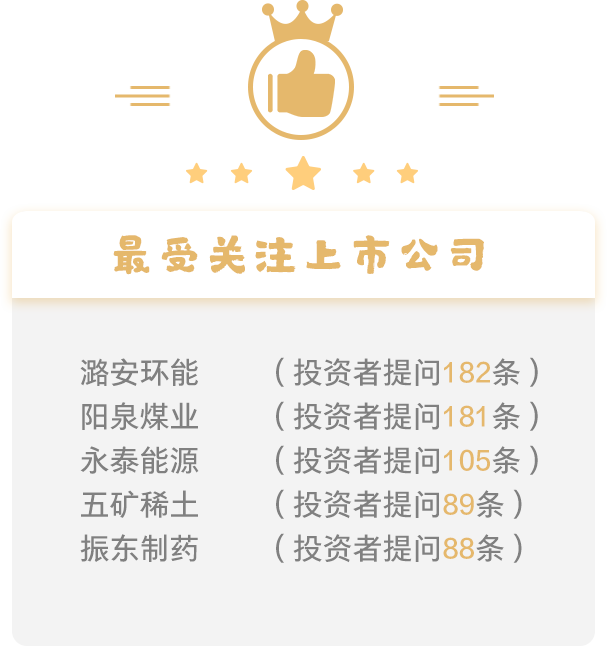 最受关注上市公司
潞安环能 （投资者提问182条）
阳泉煤业 （投资者提问181条）
永泰能源 （投资者提问105条）
五矿稀土 （投资者提问89条）
振东制药 （投资者提问88条）